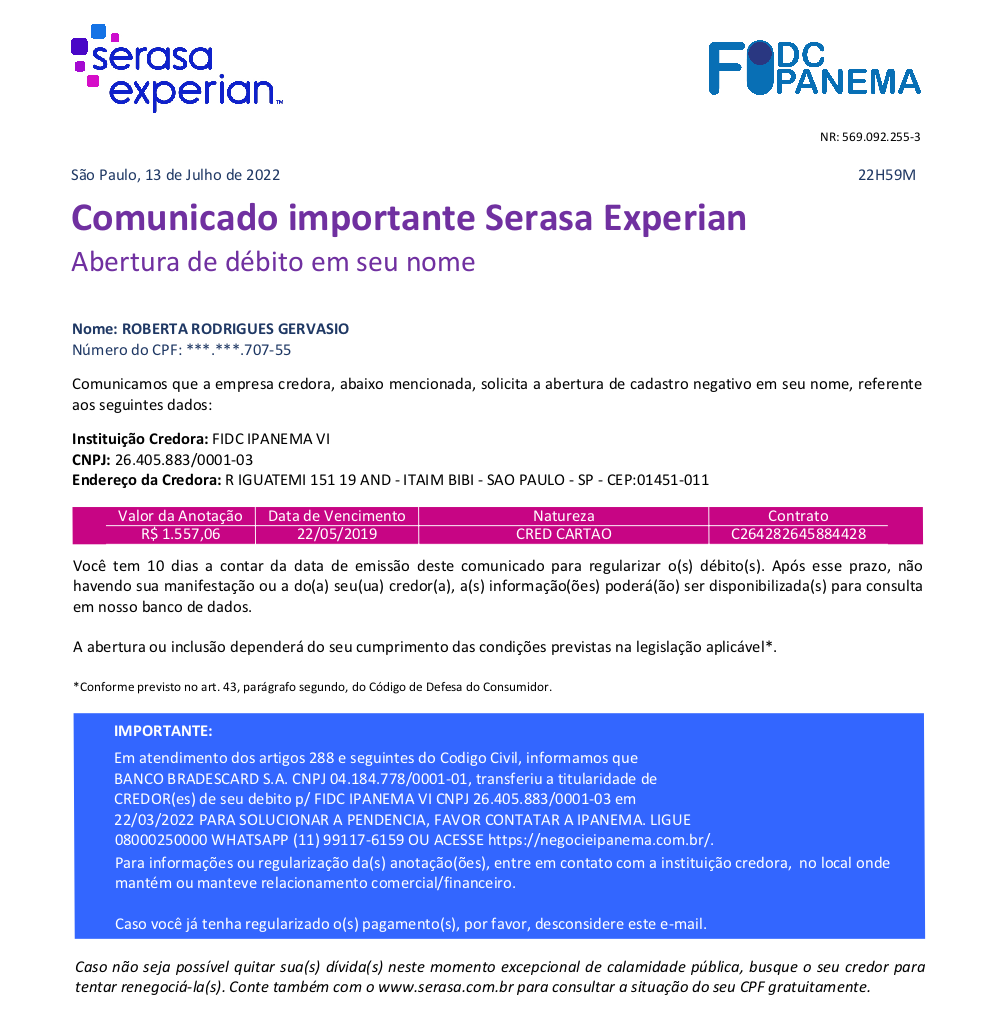 serasa
experian™
FIDC
IPANEMA
NR: 569.092.255-3
São Paulo, 13 de Julho de 2022 22H59M
Comunicado importante Serasa Experian
Abertura de débito em seu nome
Nome: ROBERTA RODRIGUES GERVASIO
Número do CPF: ***.***.707-55
Comunicamos que a empresa credora, abaixo mencionada, solicita a abertura de cadastro negativo em seu nome, referente
aos seguintes dados:
Instituição Credora: FIDC IPANEMA VI
CNPJ: 26.405.883/0001-03
Endereço da Credora: R IGUATEMI 151 19 AND - ITAIM BIBI - SAO PAULO - SP - CEP:01451-011
Valor da Anotação Data de Vencimento Natureza Contrato
R$ 1.557,06 22/05/2019 CRED CARTAO C264282645884428
Você tem 10 dias a contar da data de emissão deste comunicado para regularizar o(s) débito(s). Após esse prazo, não
havendo sua manifestação ou a do(a) seu(ua) credor(a), a(s) informação(ões) poderá(ão) ser disponibilizada(s) para consulta
em nosso banco de dados.
A abertura ou inclusão dependerá do seu cumprimento das condições previstas na legislação aplicável*.
*Conforme previsto no art. 43, parágrafo segundo, do Código de Defesa do Consumidor.
IMPORTANTE:
Em atendimento dos artigos 288 e seguintes do Codigo Civil, informamos que
BANCO BRADESCARD S.A. CNPJ 04.184.778/0001-01, transferiu a titularidade de
CREDOR(es) de seu debito p/ FIDC IPANEMA VI CNPJ 26.405.883/0001-03 em
22/03/2022 PARA SOLUCIONAR A PENDENCIA, FAVOR CONTATAR A IPANEMA. LIGUE
08000250000 WHATSAPP (11) 99117-6159 OU ACESSE https://negocieipanema.com.br/.
Para informações ou regularização da(s) anotação(ões), entre em contato com a instituição credora, no local onde
mantém ou manteve relacionamento comercial/financeiro.
Caso você já tenha regularizado o(s) pagamento(s), por favor, desconsidere este e-mail.
Caso não seja possível quitar sua(s) dívida(s) neste momento excepcional de calamidade pública, busque o seu credor para
tentar renegociá-la(s). Conte também com o www.serasa.com.br para consultar a situação do seu CPF gratuitamente.